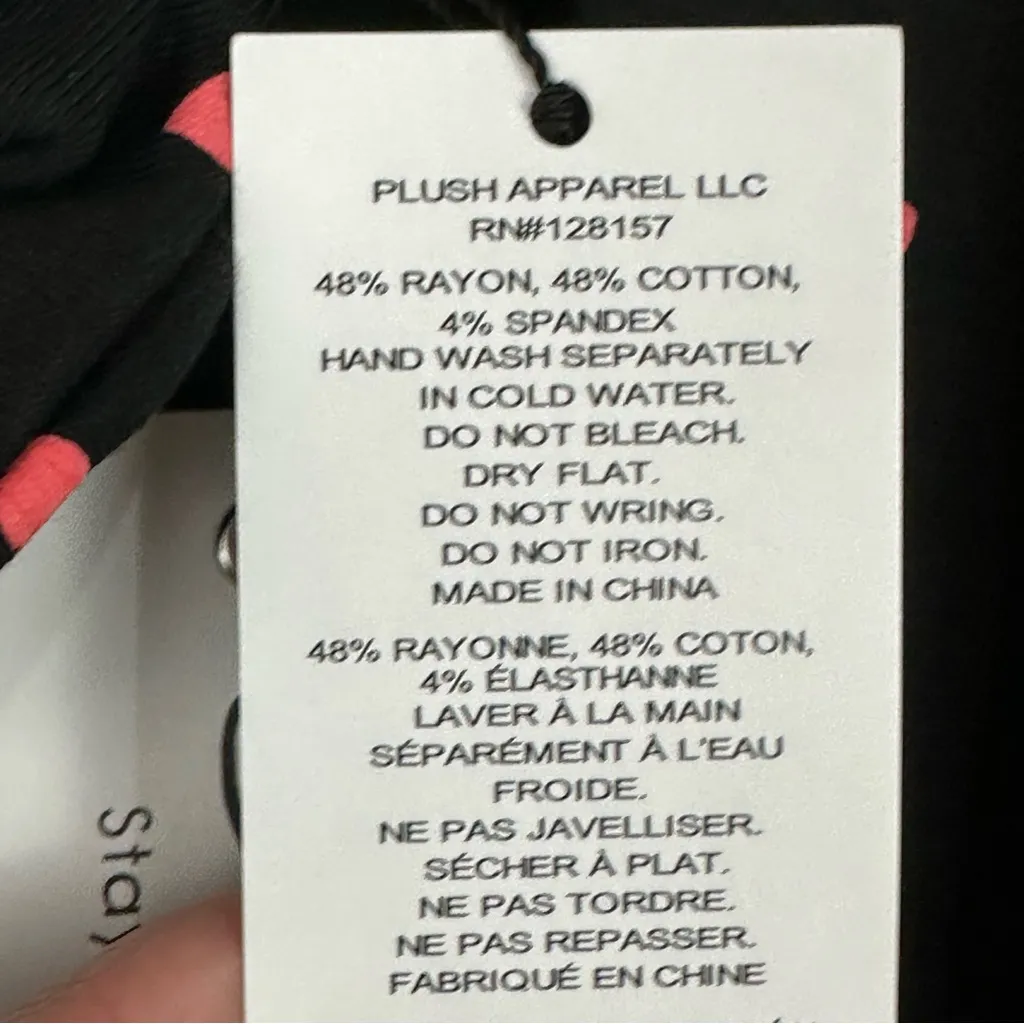 PLUSH APPAREL LLC
RN#128157
48% RAYON, 48% COTTON,
4% SPANDEX
HAND WASH SEPARATELY
IN COLD WATER.
DO NOT BLEACH.
DRY FLAT.
DO NOT WRING.
DO NOT IRON.
MADE IN CHINA
48% RAYONNE, 48% COTON,
4% ÉLASTHANNE
LAVER À LA MAIN
SÉPARÉMENT À L'EAU
FROIDE.
NE PAS JAVELLISER.
SÉCHER À PLAT.
NE PAS TORDRE.
NE PAS REPASSER.
FABRIQUÉ EN CHINE
Stay